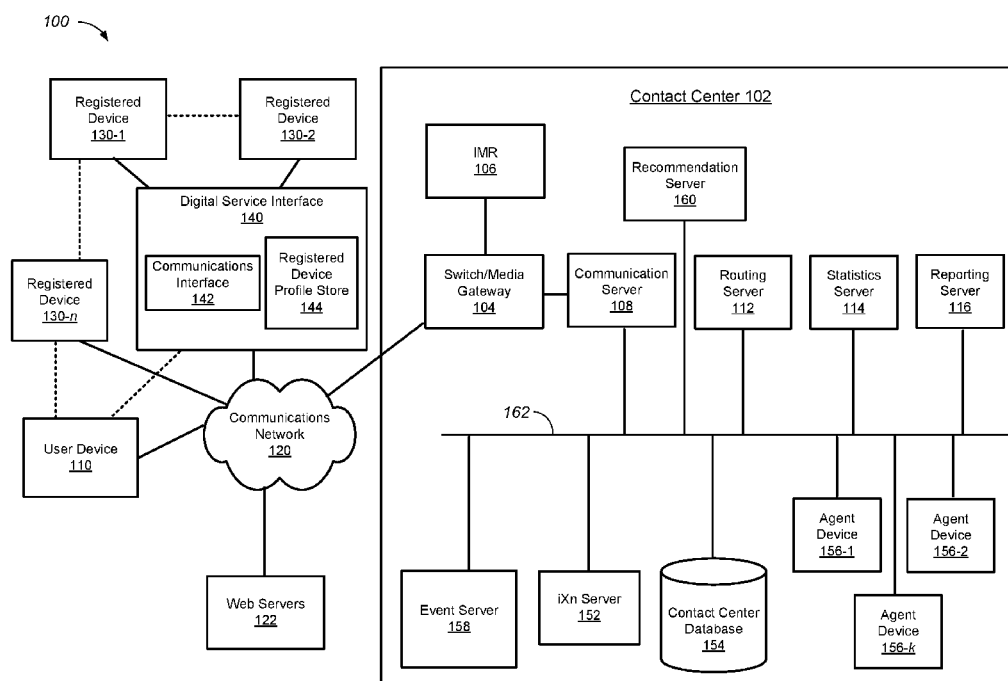 100
Registered
Device
130-1
Registered
Device
130-2
Digital Service Interface
140
Communications
Interface
142
Registered
Device
Profile Store
144
Registered
Device
130-n
User Device
110
Communications
Network
120
Web Servers
122
Contact Center 102
IMR
106
Recommendation
Server
160
Switch/Media
Gateway
104
Communication
Server
108
Routing
Server
112
Statistics
Server
114
Reporting
Server
116
162
Event Server
158
iXn Server
152
Contact Center
Database
154
Agent
Device
156-1
Agent
Device
156-2
Agent
Device
156-k